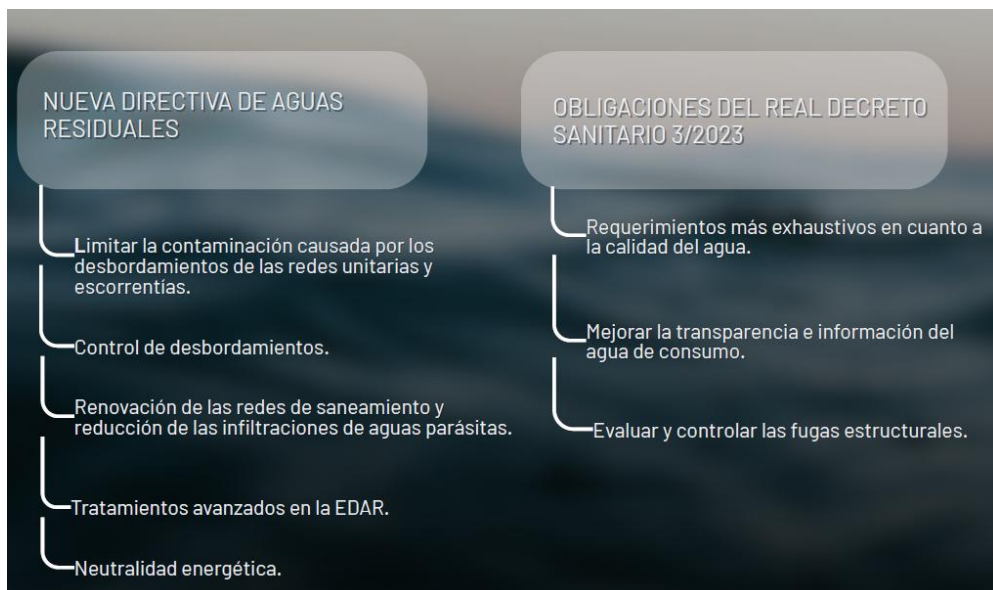 NUEVA DIRECTIVA DE AGUAS
RESIDUALES
Limitar la contaminación causada por los
desbordamientos de las redes unitarias y
escorrentías.
Control de desbordamientos.
Renovación de las redes de saneamiento y
reducción de las infiltraciones de aguas parásitas.
Tratamientos avanzados en la EDAR.
Neutralidad energética.
OBLIGACIONES DEL REAL DECRETO
SANITARIO 3/2023
Requerimientos más exhaustivos en cuanto a
la calidad del agua.
Mejorar la transparencia e información del
agua de consumo.
Evaluar y controlar las fugas estructurales.